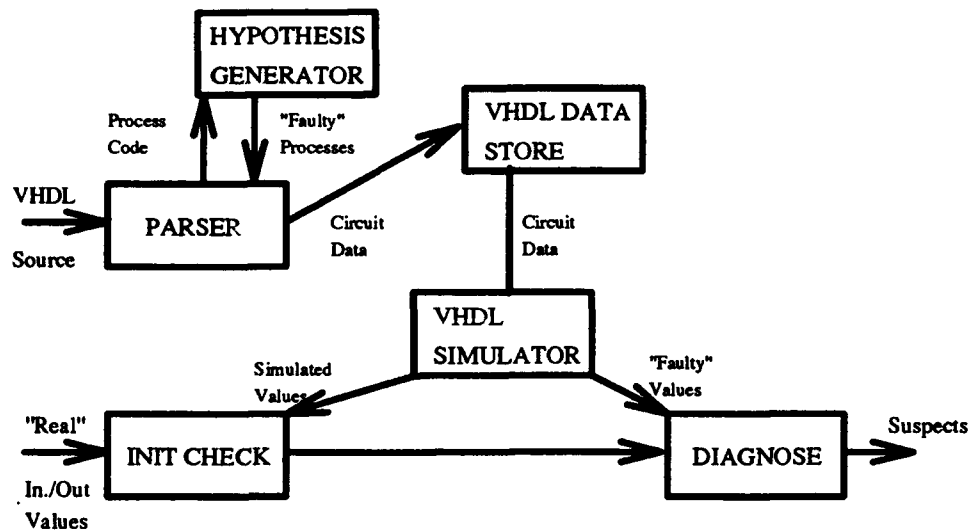 HYPOTHESIS
GENERATOR
Process
Code
"Faulty"
Processes
VHDL DATA
STORE
VHDL
Source
PARSER
Circuit
Data
Circuit
Data
VHDL
SIMULATOR
Simulated
Values
"Faulty"
Values
"Real"
In./Out
Values
INIT CHECK
DIAGNOSE
Suspects